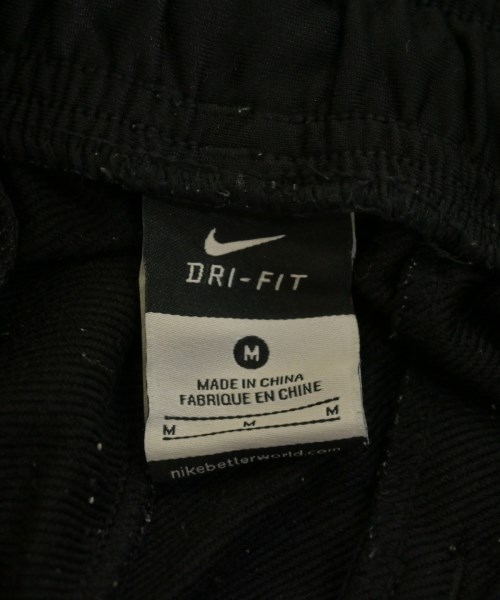 DRI-FIT
M
MADE IN CHINA
FABRIQUE EN CHINE
M M M
nikebetterworld.com